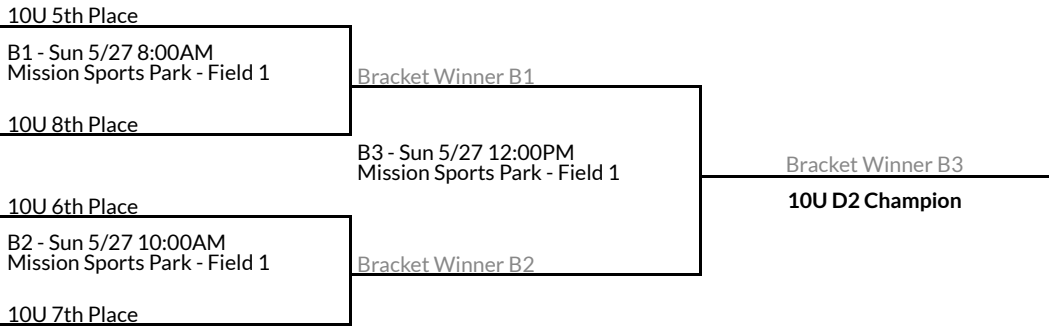 10U 5th Place
B1 - Sun 5/27 8:00AM
Mission Sports Park - Field 1
Bracket Winner B1
10U 8th Place
B3 - Sun 5/27 12:00PM
Mission Sports Park - Field 1
Bracket Winner B3
10U D2 Champion
10U 6th Place
B2 - Sun 5/27 10:00AM
Mission Sports Park - Field 1
Bracket Winner B2
10U 7th Place